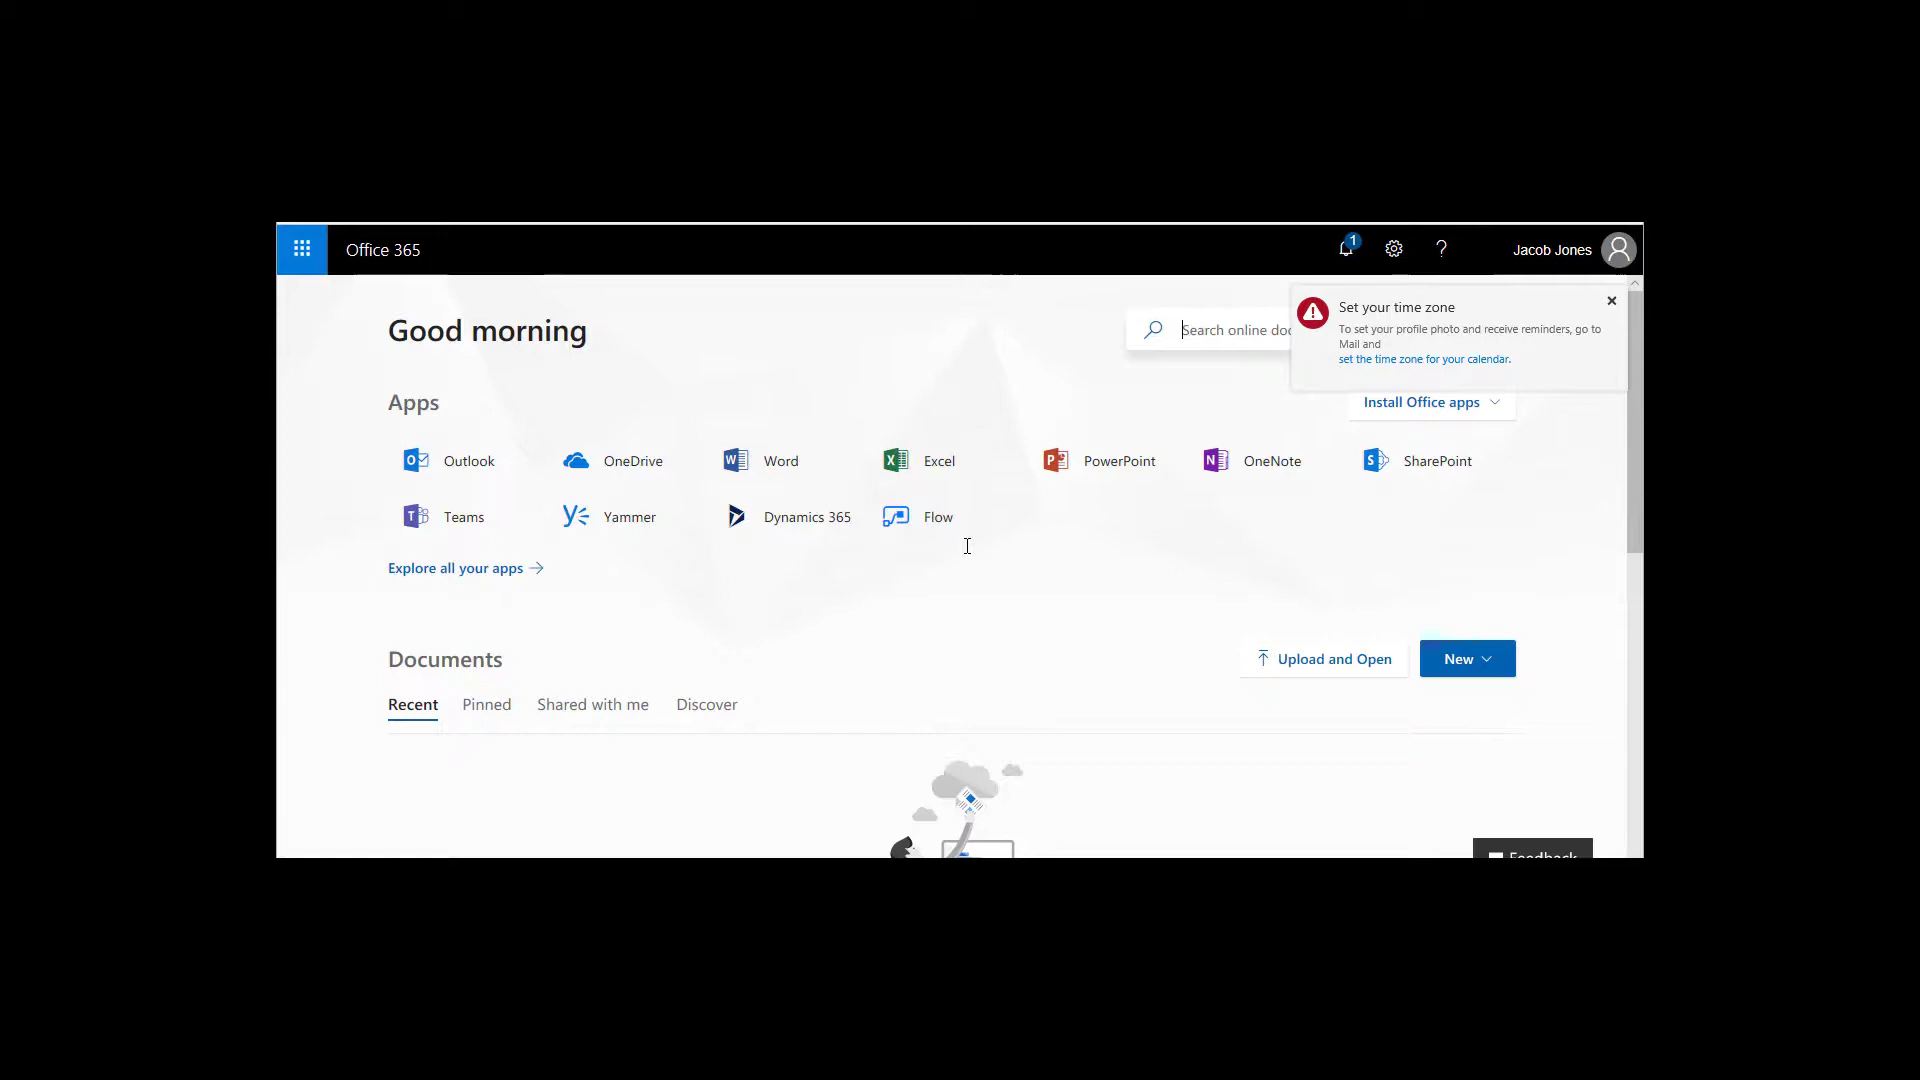 Office 365
1
Jacob Jones
Good morning
Search online doc
Set your time zone
To set your profile photo and receive reminders, go to
Mail and
set the time zone for your calendar.
Apps
Install Office apps
Outlook
OneDrive
Word
Excel
PowerPoint
OneNote
SharePoint
Teams
Yammer
Dynamics 365
Flow
Explore all your apps
Documents
Upload and Open
New
Recent
Pinned
Shared with me
Discover
Feedback